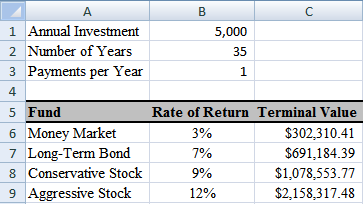 A B C
1 Annual Investment 5,000
2 Number of Years 35
3 Payments per Year 1
4
5 Fund Rate of Return Terminal Value
6 Money Market 3% $302,310.41
7 Long-Term Bond 7% $691,184.39
8 Conservative Stock 9% $1,078,553.77
9 Aggressive Stock 12% $2,158,317.48